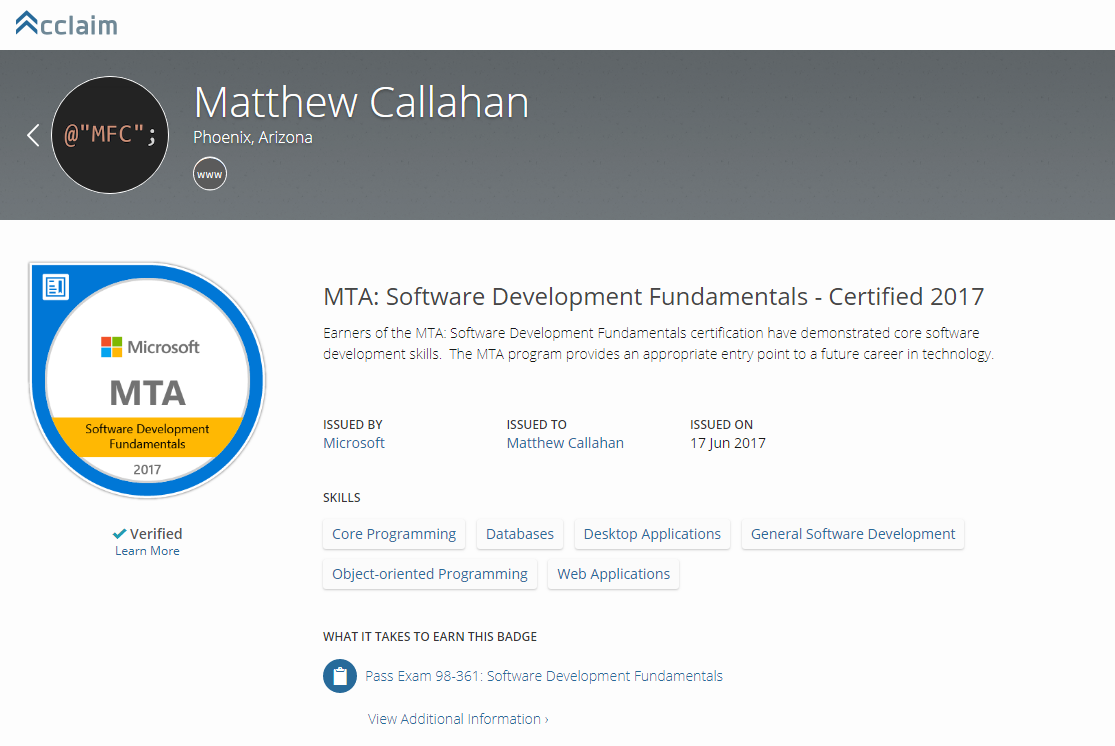 Acclaim
@"MFC";
Matthew Callahan
Phoenix, Arizona
www
Microsoft
MTA
Software Development
Fundamentals
2017
Verified
Learn More
MTA: Software Development Fundamentals - Certified 2017
Earners of the MTA: Software Development Fundamentals certification have demonstrated core software
development skills.  The MTA program provides an appropriate entry point to a future career in technology.
ISSUED BY ISSUED TO ISSUED ON
Microsoft Matthew Callahan 17 Jun 2017
SKILLS
Core Programming Databases Desktop Applications General Software Development
Object-oriented Programming Web Applications
WHAT IT TAKES TO EARN THIS BADGE
Pass Exam 98-361: Software Development Fundamentals
View Additional Information ›